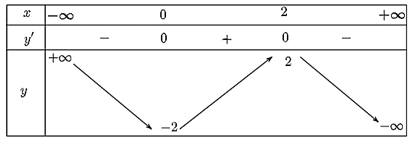 x −∞ 0 2 +∞
y′ − 0 + 0 −
+∞ 2
y
−2 −∞